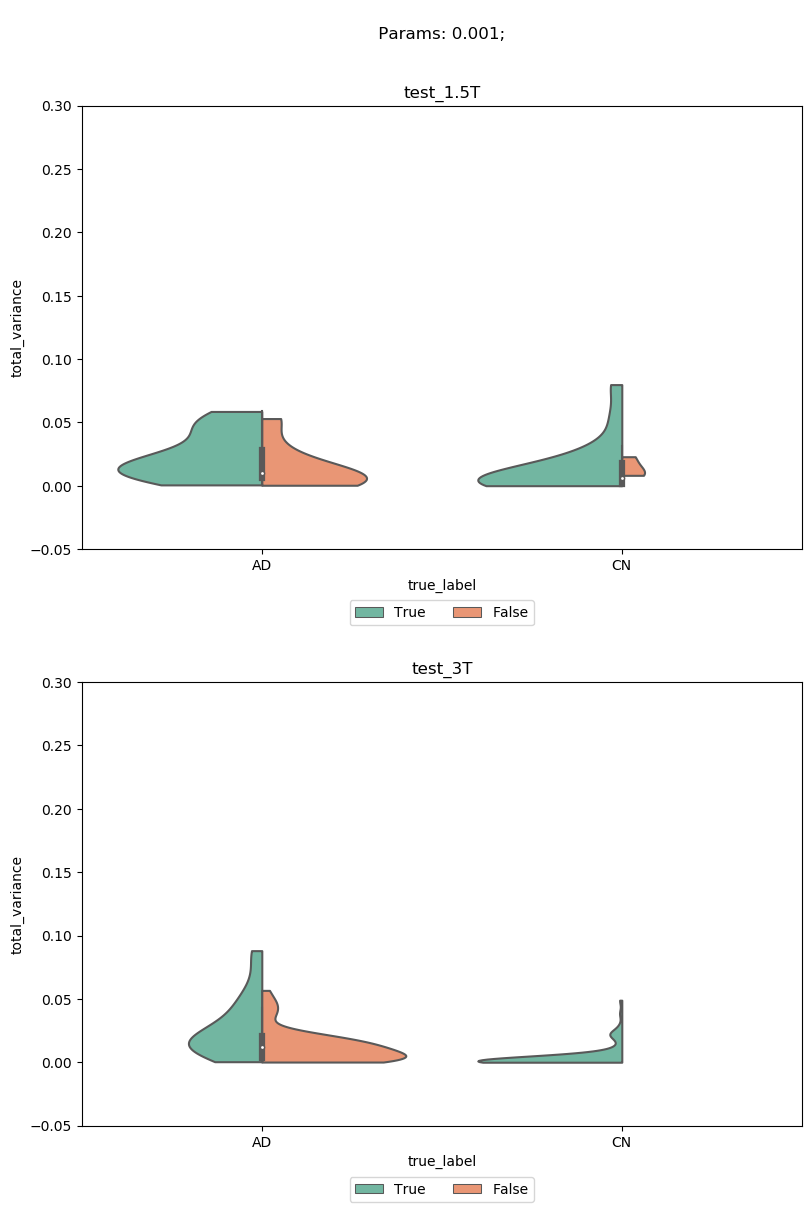 Params: 0.001;
test_1.5T
0.30
0.25
0.20
0.15
0.10
0.05
0.00
−0.05
total_variance
AD CN
true_label
True False
test_3T
0.30
0.25
0.20
0.15
0.10
0.05
0.00
−0.05
total_variance
AD CN
true_label
True False